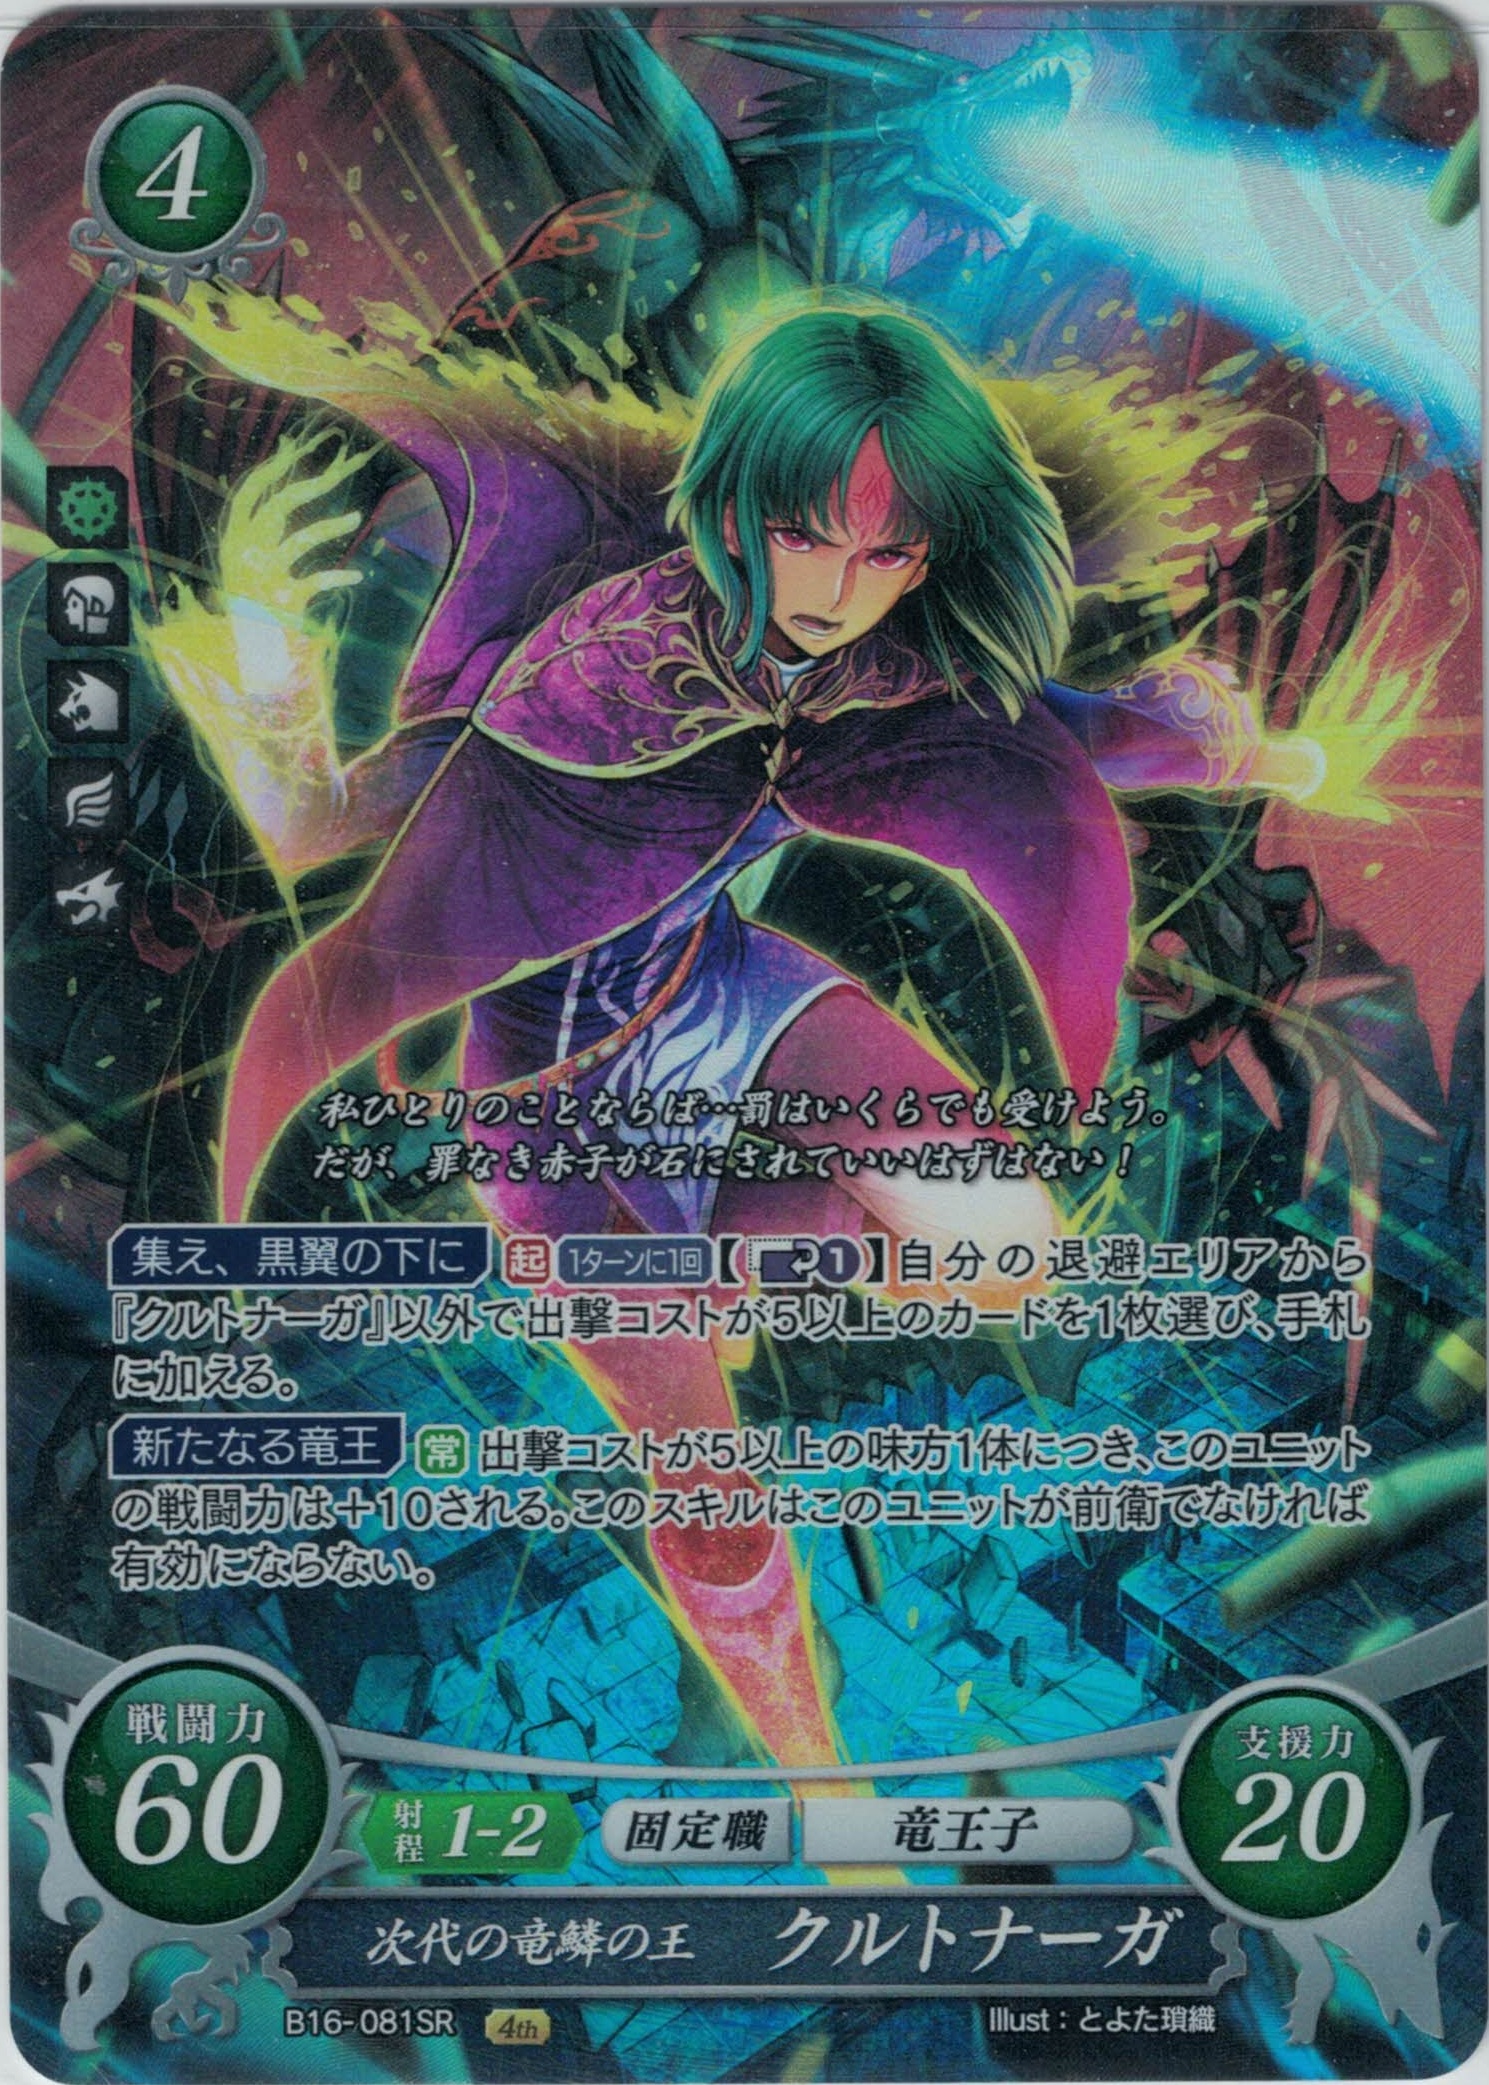 4
私ひとりのことならば…罰はいくらでも受けよう。
だが、罪なき赤子が石にされていいはずはない！
集え、黒翼の下に 起 1ターンに1回【1】自分の退避エリアから
『クルトナーガ』以外で出撃コストが5以上のカードを1枚選び、手札
に加える。
新たなる竜王 常 出撃コストが5以上の味方1体につき、このユニット
の戦闘力は＋10される。このスキルはこのユニットが前衛でなければ
有効にならない。
戦闘力
60
射程 1-2
固定職
竜王子
支援力
20
次代の竜鱗の王 クルトナーガ
B16-081SR 4th
Illust：とよた瑣織